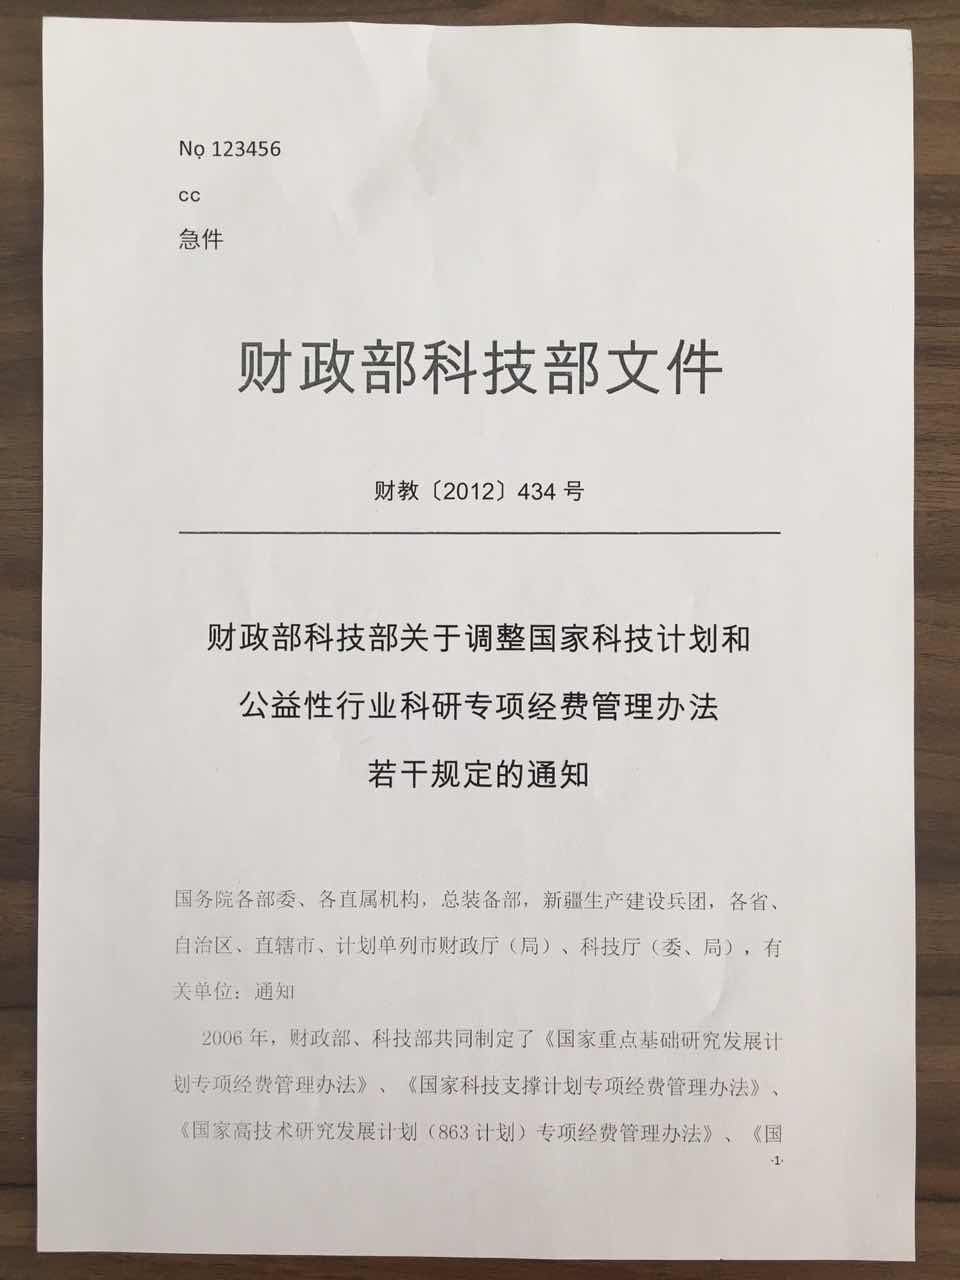 Nọ 123456
cc
急件
财政部科技部文件
财教〔2012〕434 号
财政部科技部关于调整国家科技计划和
公益性行业科研专项经费管理办法
若干规定的通知
国务院各部委、各直属机构，总装备部，新疆生产建设兵团，各省、
自治区、直辖市、计划单列市财政厅（局）、科技厅（委、局），有
关单位：通知
2006 年，财政部、科技部共同制定了《国家重点基础研究发展计
划专项经费管理办法》、《国家科技支撑计划专项经费管理办法》、
《国家高技术研究发展计划（863 计划）专项经费管理办法》、《国
·1·